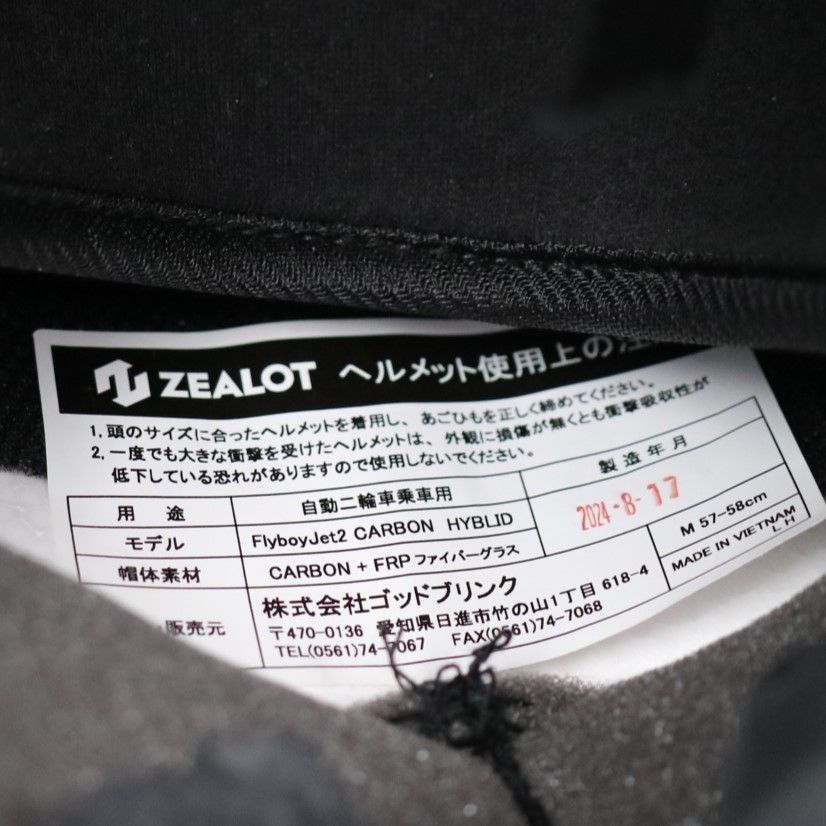 ZEALOT ヘルメット使用上の注
1. 頭のサイズに合ったヘルメットを着用し、あごひもを正しく締めてください。
2. 一度でも大きな衝撃を受けたヘルメットは、外観に損傷が無くとも衝撃吸収性が
低下している恐れがありますので使用しないでください。
用 途 自動二輪車乗車用 製造年月
モデル FlyboyJet2 CARBON HYBLID 2024-8-17
帽体素材 CARBON + FRP ファイバーグラス M 57-58cm
販売元 株式会社ゴッドブリンク MADE IN VIETNAM
〒470-0136 愛知県日進市竹の山1丁目 618-4 L H
TEL(0561)74-7067 FAX(0561)74-7068